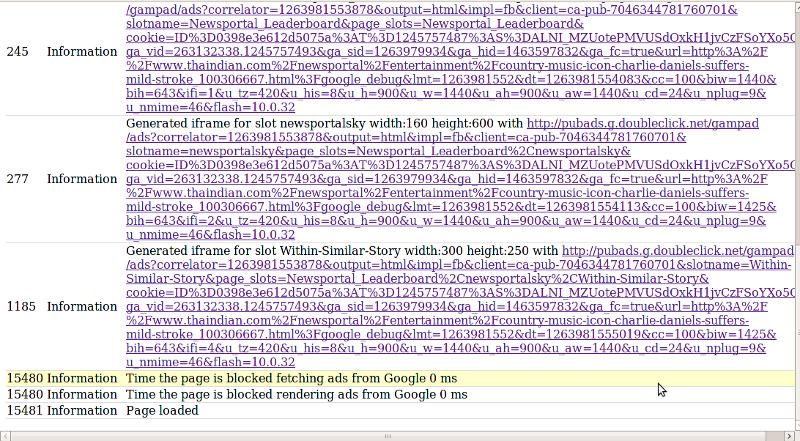 /gampad/ads?correlator=1263981553878&output=html&impl=fb&client=ca-pub-7046344781760701&
slotname=Newsportal_Leaderboard&page_slots=Newsportal_Leaderboard&
cookie=ID%3D0398e3e612d5075a%3AT%3D1245757487%3AS%3DALNI_MZUotePMVUSdOxkH1jvCzFSoYXo5C
245 Information ga_vid=263132338.1245757493&ga_sid=1263979934&ga_hid=1463597832&ga_fc=true&url=http%3A%2F
%2Fwww.thaindian.com%2Fnewsportal%2Fentertainment%2Fcountry-music-icon-charlie-daniels-suffers-
mild-stroke_100306667.html%3Fgoogle_debug&lmt=1263981552&dt=1263981554083&cc=100&biw=1440&
bih=643&ifi=1&u_tz=420&u_his=8&u_h=900&u_w=1440&u_ah=900&u_aw=1440&u_cd=24&u_nplug=9&
u_nmime=46&flash=10.0.32
Generated iframe for slot newsportalsky width:160 height:600 with http://pubads.g.doubleclick.net/gampad
/ads?correlator=1263981553878&output=html&impl=fb&client=ca-pub-7046344781760701&
slotname=newsportalsky&page_slots=Newsportal_Leaderboard%2Cnewsportalsky&
cookie=ID%3D0398e3e612d5075a%3AT%3D1245757487%3AS%3DALNI_MZUotePMVUSdOxkH1jvCzFSoYXo5C
277 Information ga_vid=263132338.1245757493&ga_sid=1263979934&ga_hid=1463597832&ga_fc=true&url=http%3A%2F
%2Fwww.thaindian.com%2Fnewsportal%2Fentertainment%2Fcountry-music-icon-charlie-daniels-suffers-
mild-stroke_100306667.html%3Fgoogle_debug&lmt=1263981552&dt=1263981554113&cc=100&biw=1425&
bih=643&ifi=2&u_tz=420&u_his=8&u_h=900&u_w=1440&u_ah=900&u_aw=1440&u_cd=24&u_nplug=9&
u_nmime=46&flash=10.0.32
Generated iframe for slot Within-Similar-Story width:300 height:250 with http://pubads.g.doubleclick.net/gampad
/ads?correlator=1263981553878&output=html&impl=fb&client=ca-pub-7046344781760701&slotname=Within-
Similar-Story&page_slots=Newsportal_Leaderboard%2Cnewsportalsky%2CWithin-Similar-Story&
cookie=ID%3D0398e3e612d5075a%3AT%3D1245757487%3AS%3DALNI_MZUotePMVUSdOxkH1jvCzFSoYXo5C
1185 Information ga_vid=263132338.1245757493&ga_sid=1263979934&ga_hid=1463597832&ga_fc=true&url=http%3A%2F
%2Fwww.thaindian.com%2Fnewsportal%2Fentertainment%2Fcountry-music-icon-charlie-daniels-suffers-
mild-stroke_100306667.html%3Fgoogle_debug&lmt=1263981552&dt=1263981555019&cc=100&biw=1425&
bih=643&ifi=4&u_tz=420&u_his=8&u_h=900&u_w=1440&u_ah=900&u_aw=1440&u_cd=24&u_nplug=9&
u_nmime=46&flash=10.0.32
15480 Information Time the page is blocked fetching ads from Google 0 ms
15480 Information Time the page is blocked rendering ads from Google 0 ms
15481 Information Page loaded